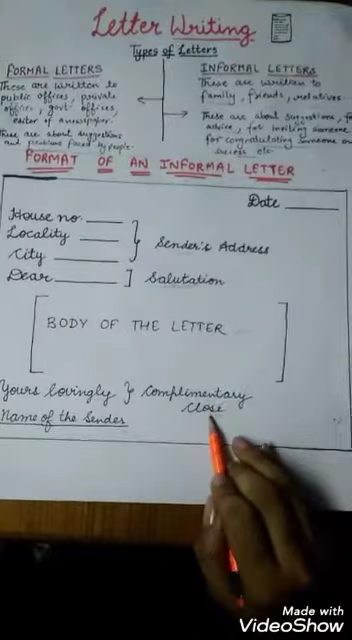 Letter Writing
Types of Letters
FORMAL LETTERS
These are written to
public offices, private
offices, govt offices,
editor of a newspaper.
These are about suggestions
and problems faced by people.
INFORMAL LETTERS
These are written to
family, friends, relatives.
These are about suggestions, for
advice, for inviting someone
for congratulating someone on
success etc.
FORMAT OF AN INFORMAL LETTER
Date
House no.
Locality
City
Sender's Address
Dear
Salutation
BODY OF THE LETTER
Yours lovingly
Complimentary
Close
Name of the Sender
Made with
VideoShow